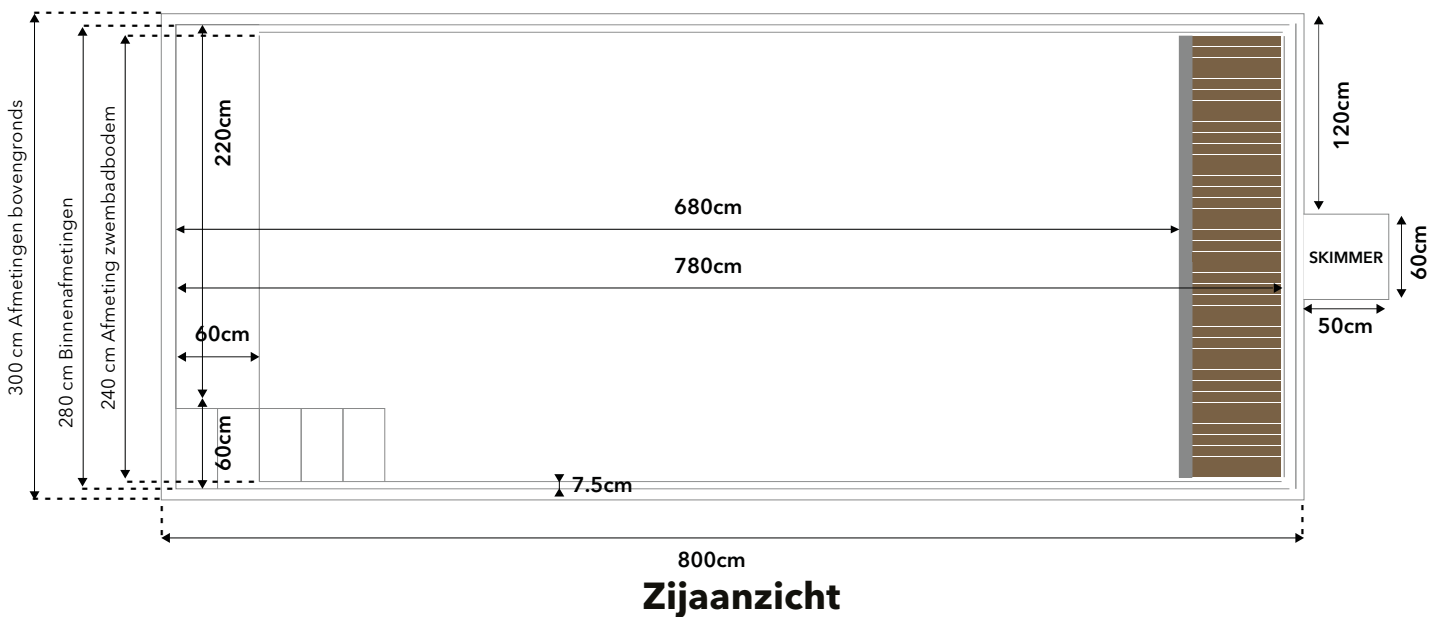 300 cm Afmetingen bovengronds
280 cm Binnenafmetingen
240 cm Afmeting zwembadbodem
220cm
120cm
680cm
780cm
SKIMMER
60cm
50cm
60cm
60cm
7.5cm
800cm
Zijaanzicht